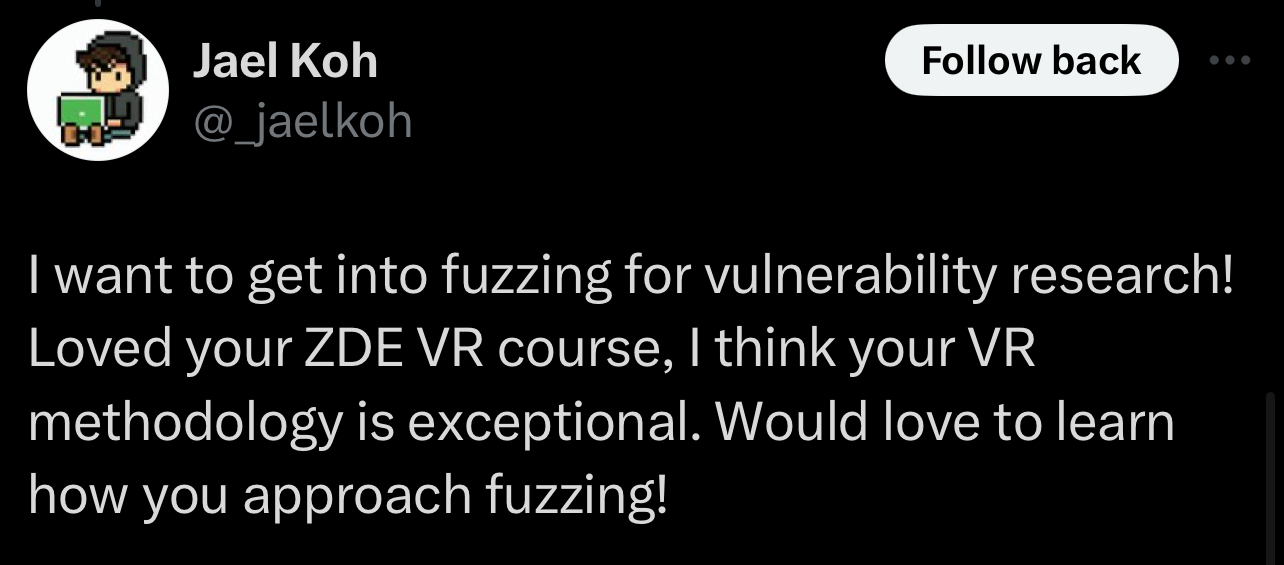 Jael Koh
Follow back
@_jaelkoh
I want to get into fuzzing for vulnerability research!
Loved your ZDE VR course, I think your VR
methodology is exceptional. Would love to learn
how you approach fuzzing!